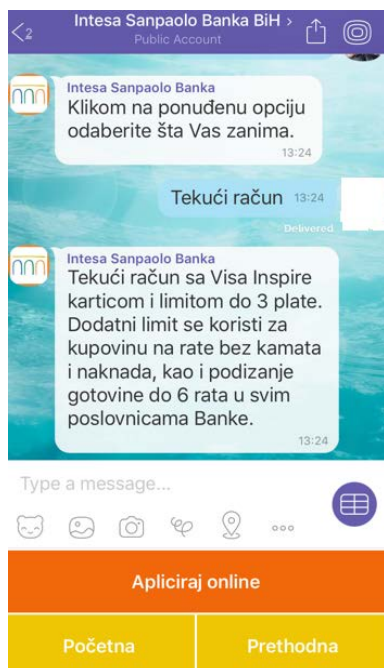 2
Intesa Sanpaolo Banka BiH >
Public Account
Intesa Sanpaolo Banka
Klikom na ponuđenu opciju
odaberite šta Vas zanima.
13:24
Tekući račun 13:24
Delivered
Intesa Sanpaolo Banka
Tekući račun sa Visa Inspire
karticom i limitom do 3 plate.
Dodatni limit se koristi za
kupovinu na rate bez kamata
i naknada, kao i podizanje
gotovine do 6 rata u svim
poslovnicama Banke.
13:24
Type a message...
Apliciraj online
Početna
Prethodna